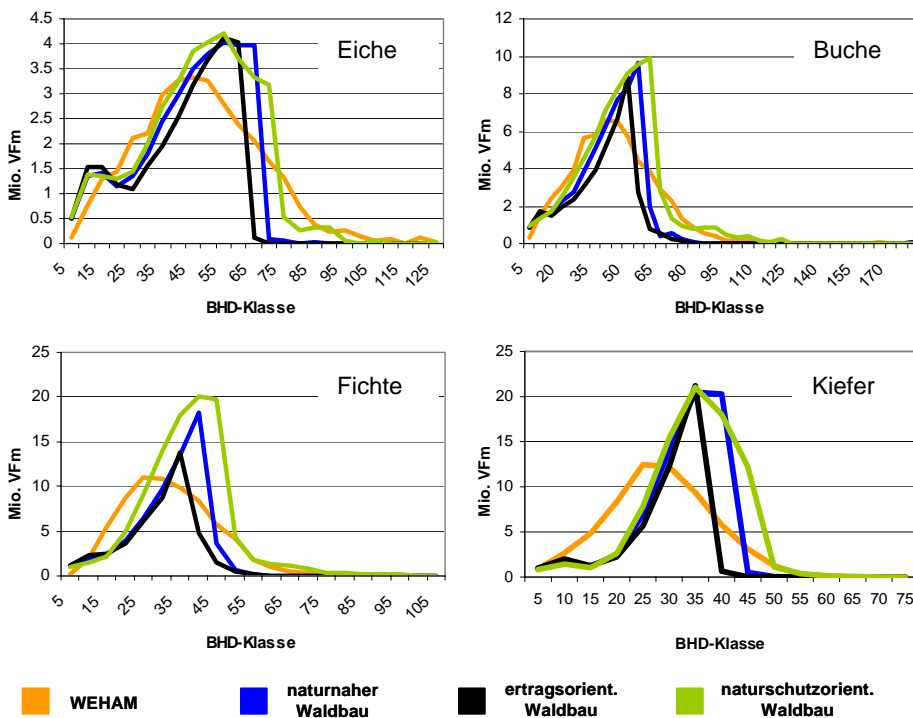 Eiche
Mio. VFm
4.5
4
3.5
3
2.5
2
1.5
1
0.5
0
5 15 25 35 45 55 65 75 85 95 105 115 125
BHD-Klasse
Buche
Mio. VFm
12
10
8
6
4
2
0
5 20 35 50 65 80 95 110 125 140 155 170
BHD-Klasse
Fichte
Mio. VFm
25
20
15
10
5
0
5 15 25 35 45 55 65 75 85 95 105
BHD-Klasse
Kiefer
Mio. VFm
25
20
15
10
5
0
5 10 15 20 25 30 35 40 45 50 55 60 65 70 75
BHD-Klasse
WEHAM
naturnaher
Waldbau
ertragsorient.
Waldbau
naturschutzorient.
Waldbau